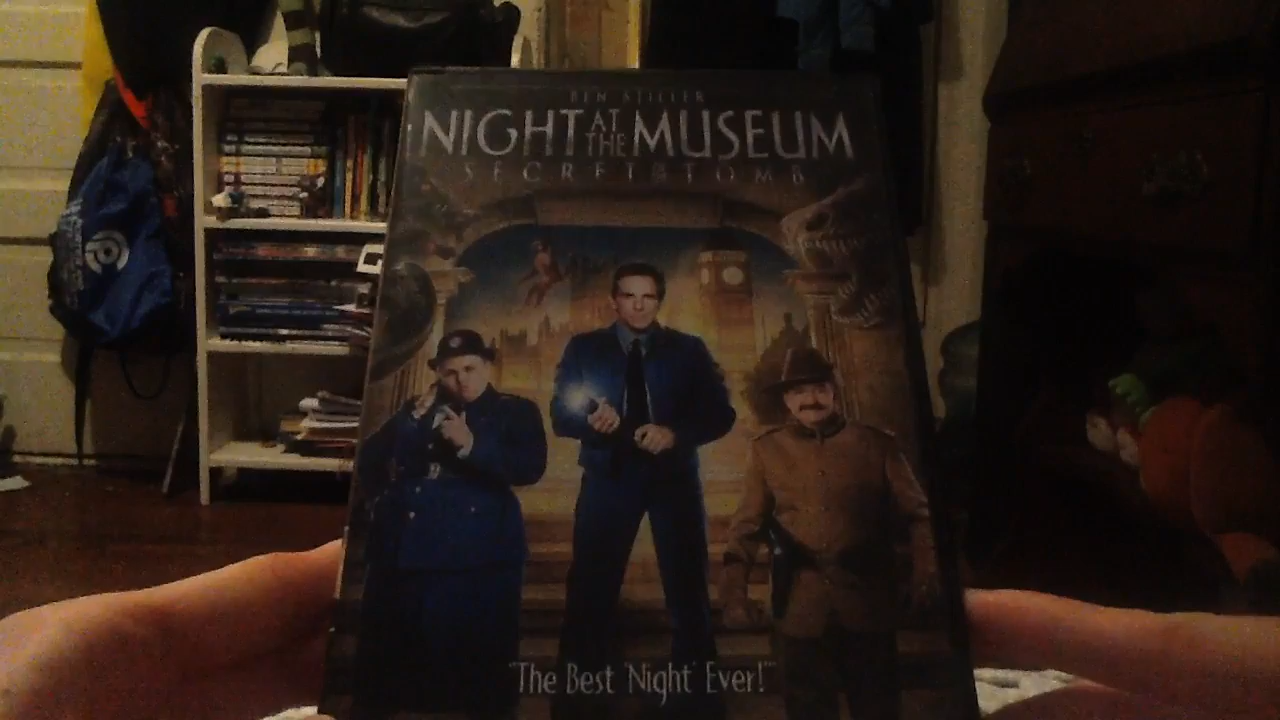 BEN STILLER
NIGHT AT THE MUSEUM
SECRET OF THE TOMB
"The Best 'Night' Ever!"